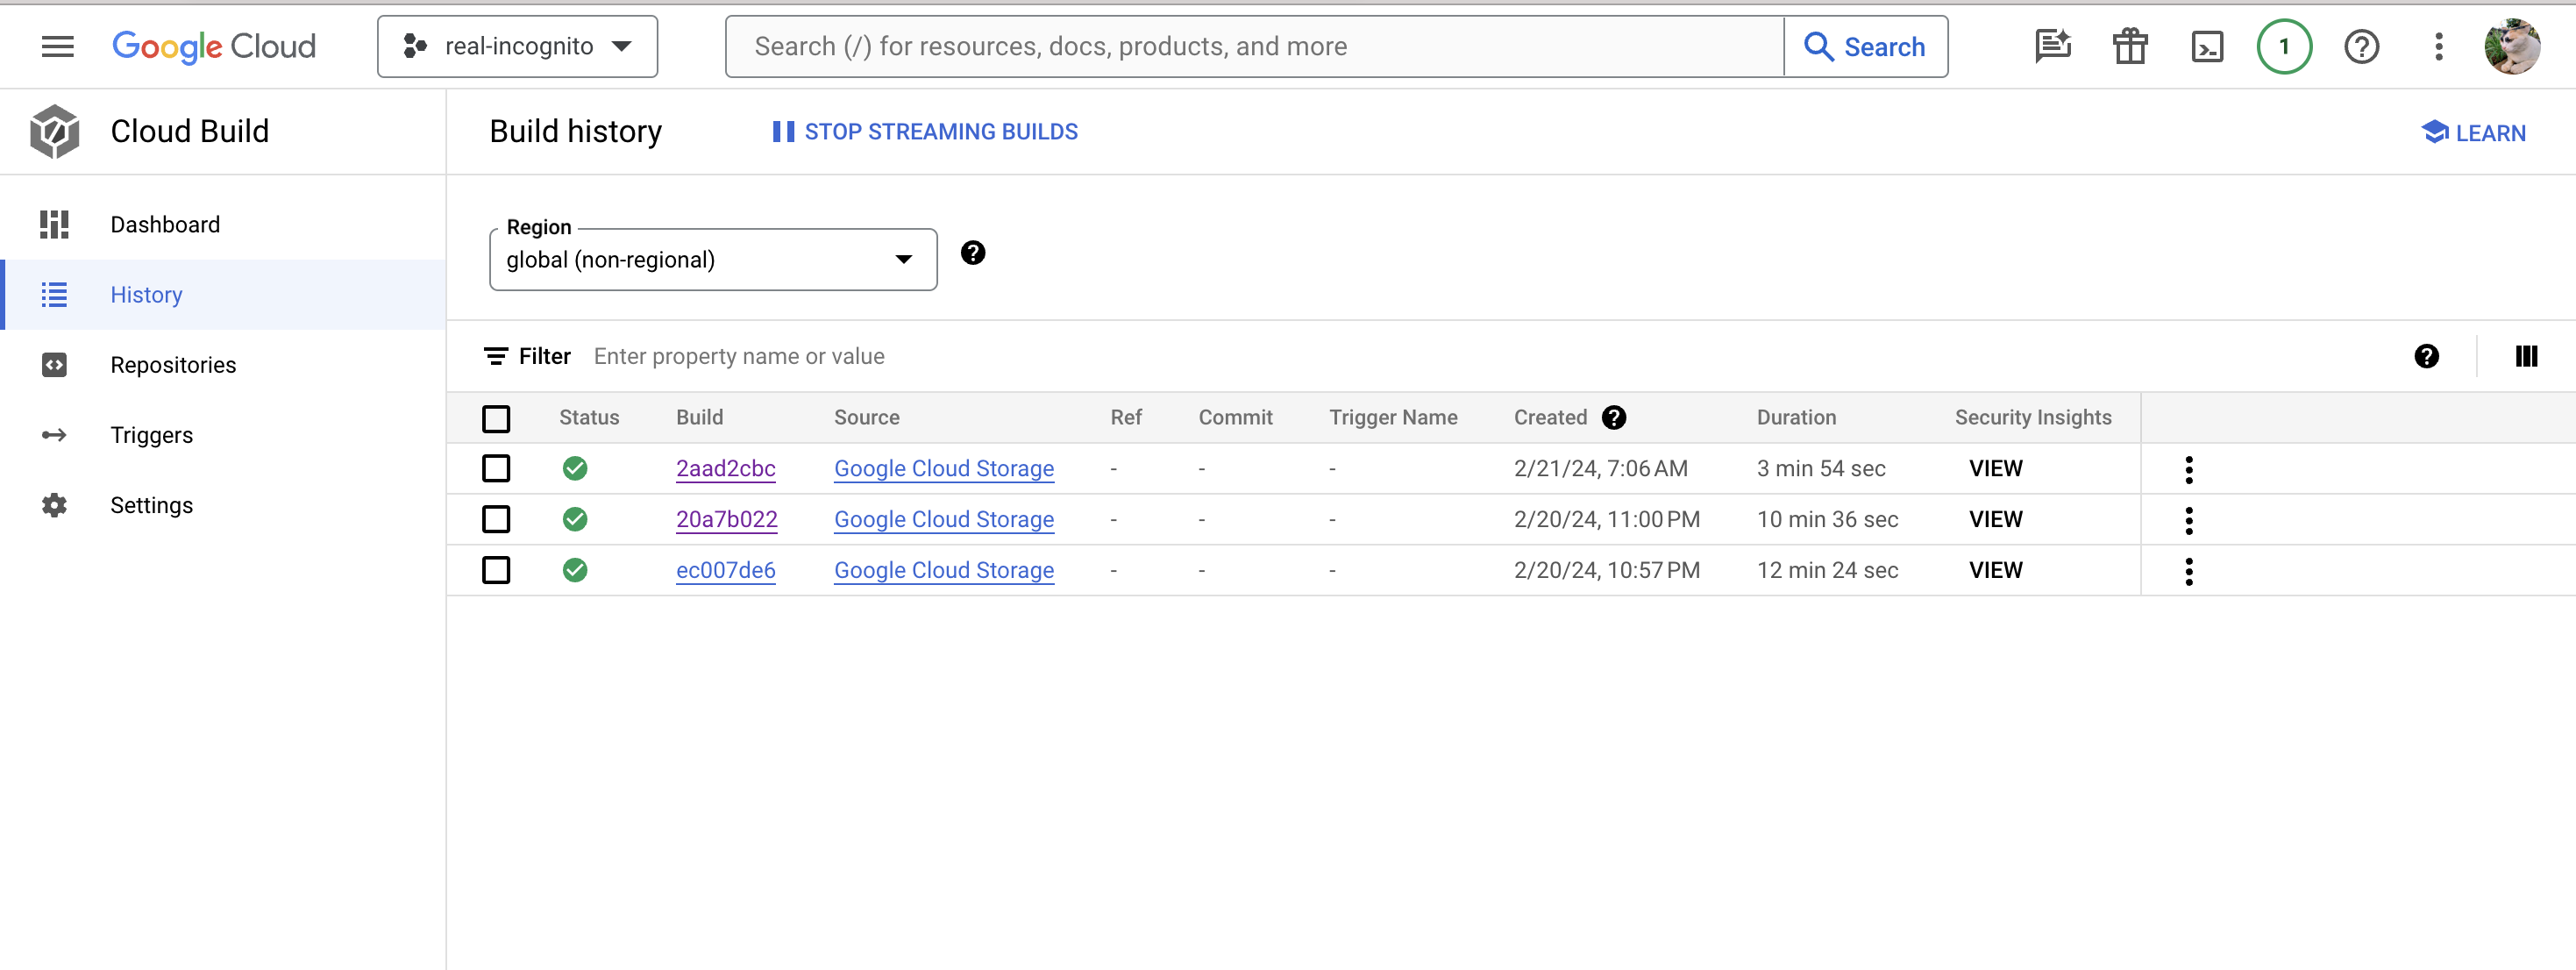 Google Cloud real-incognito Search (/) for resources, docs, products, and more Search 1
Cloud Build Build history STOP STREAMING BUILDS LEARN
Dashboard
History
Repositories
Triggers
Settings
Region
global (non-regional)
Filter Enter property name or value
Status Build Source Ref Commit Trigger Name Created Duration Security Insights
2aad2cbc Google Cloud Storage - - - 2/21/24, 7:06 AM 3 min 54 sec VIEW
20a7b022 Google Cloud Storage - - - 2/20/24, 11:00 PM 10 min 36 sec VIEW
ec007de6 Google Cloud Storage - - - 2/20/24, 10:57 PM 12 min 24 sec VIEW